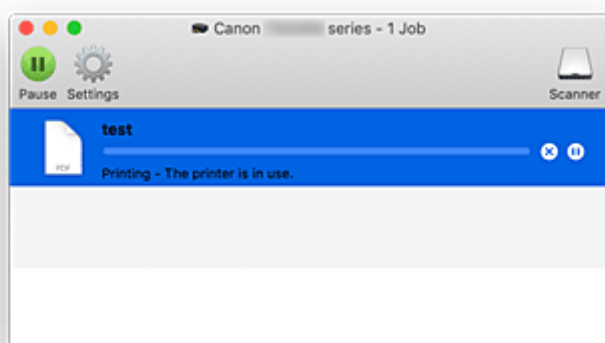 Canon series - 1 Job
Pause Settings Scanner
test
PDF
Printing - The printer is in use.